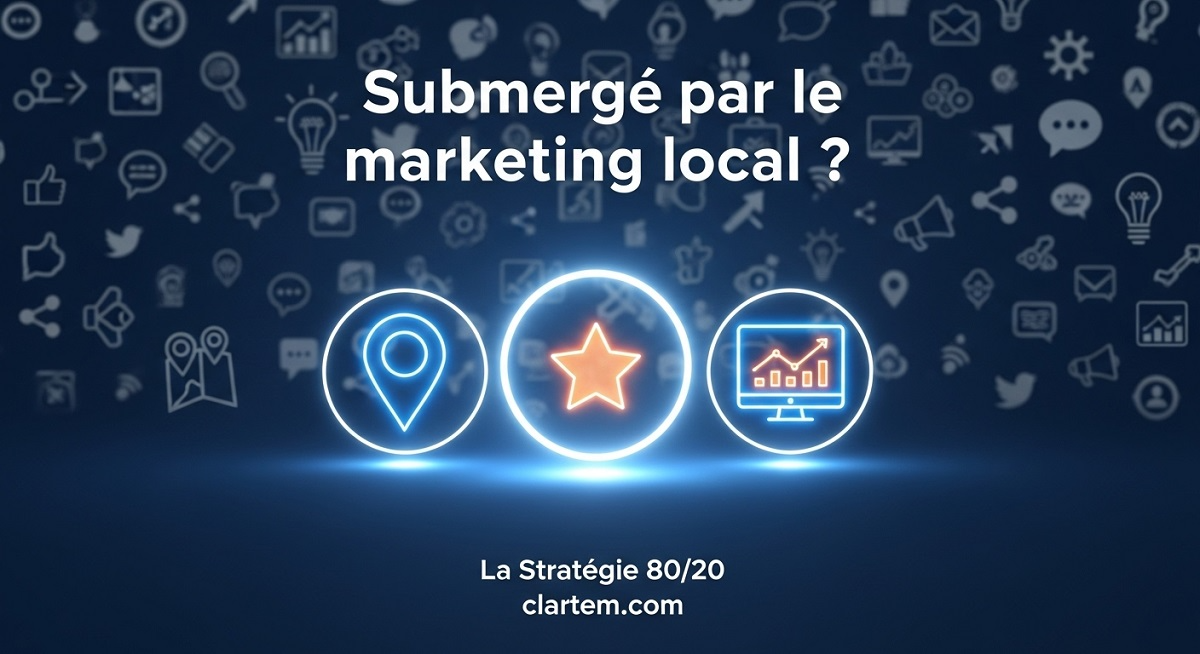 Submergé par le
marketing local ?
La Stratégie 80/20
clartem.com